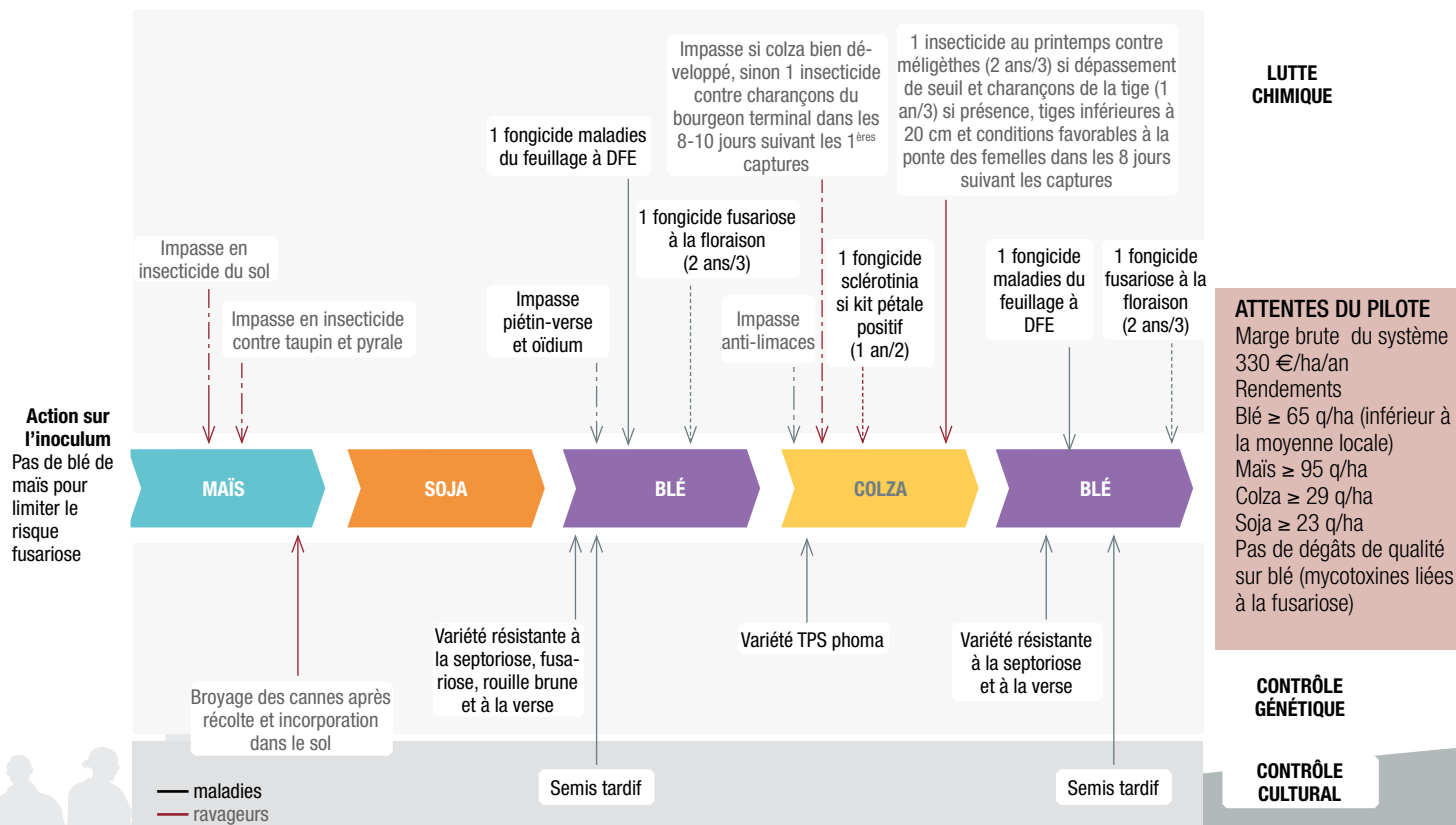 Impasse si colza bien dé-
veloppé, sinon 1 insecticide
contre charançons du
bourgeon terminal dans les
8-10 jours suivant les 1ères
captures
1 insecticide au printemps contre
méligèthes (2 ans/3) si dépassement
de seuil et charançons de la tige (1
an/3) si présence, tiges inférieures à
20 cm et conditions favorables à la
ponte des femelles dans les 8 jours
suivant les captures
LUTTE
CHIMIQUE
1 fongicide maladies
du feuillage à DFE
1 fongicide fusariose
à la floraison
(2 ans/3)
Impasse en
insecticide du sol
Impasse en insecticide
contre taupin et pyrale
Impasse
piétin-verse
et oïdium
Impasse
anti-limaces
1 fongicide
sclérotinia
si kit pétale
positif
(1 an/2)
1 fongicide
maladies du
feuillage à
DFE
1 fongicide
fusariose à la
floraison
(2 ans/3)
ATTENTES DU PILOTE
Marge brute du système
330 €/ha/an
Rendements
Blé ≥ 65 q/ha (inférieur à
la moyenne locale)
Maïs ≥ 95 q/ha
Colza ≥ 29 q/ha
Soja ≥ 23 q/ha
Pas de dégâts de qualité
sur blé (mycotoxines liées
à la fusariose)
Action sur
l'inoculum
Pas de blé de
maïs pour
limiter le
risque
fusariose
MAÏS
SOJA
BLÉ
COLZA
BLÉ
Broyage des cannes après
récolte et incorporation
dans le sol
Variété résistante à
la septoriose, fusa-
riose, rouille brune
et à la verse
Variété TPS phoma
Variété résistante
à la septoriose
et à la verse
CONTRÔLE
GÉNÉTIQUE
Semis tardif
Semis tardif
CONTRÔLE
CULTURAL
maladies
ravageurs